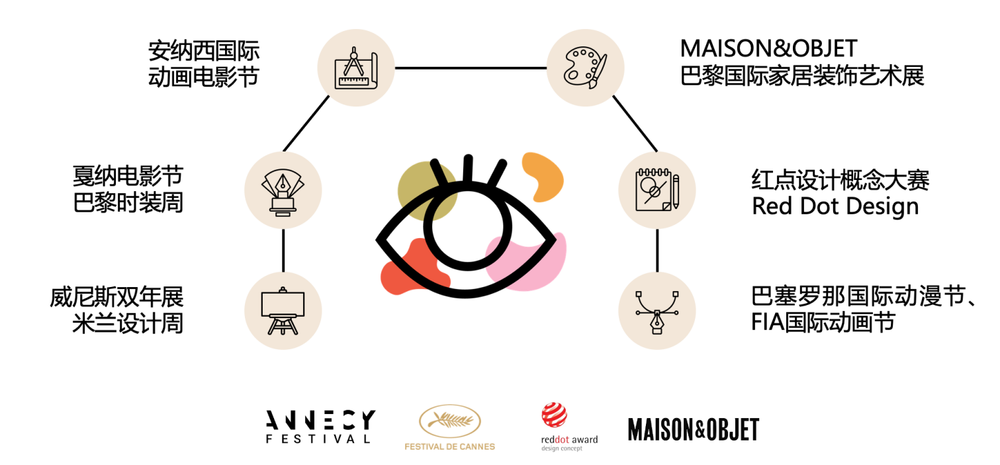 安纳西国际
动画电影节
MAISON&OBJET
巴黎国际家居装饰艺术展
戛纳电影节
巴黎时装周
红点设计概念大赛
Red Dot Design
威尼斯双年展
米兰设计周
巴塞罗那国际动漫节、
FIA国际动画节
ANNECY
FESTIVAL
FESTIVAL DE CANNES
reddot award
design concept
MAISON&OBJET